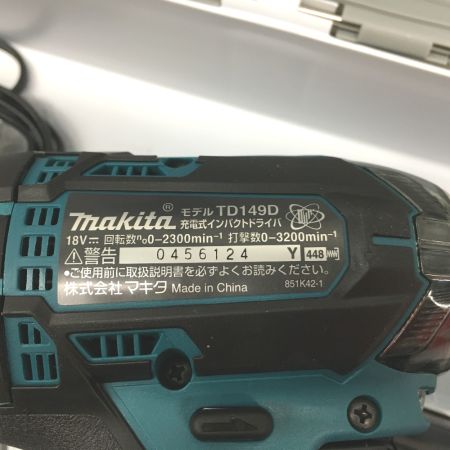 makita® モデル TD149D
充電式インパクトドライバ
18V⎓ 回転数n₀0-2300min⁻¹ 打撃数0-3200min⁻¹
⚠警告 0456124 Y 448
●ご使用前に取扱説明書を必ずよくお読みください。
株式会社マキタ Made in China 851K42-1